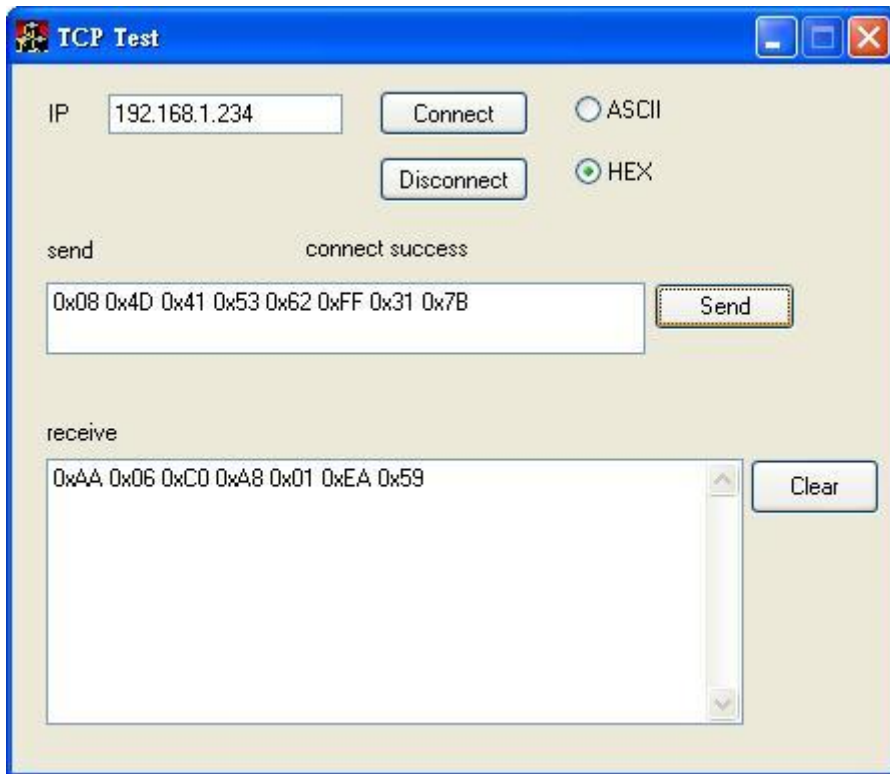 TCP Test
IP 192.168.1.234 Connect ASCII
Disconnect HEX
send connect success
0x08 0x4D 0x41 0x53 0x62 0xFF 0x31 0x7B Send
receive
0xAA 0x06 0xC0 0xA8 0x01 0xEA 0x59 Clear